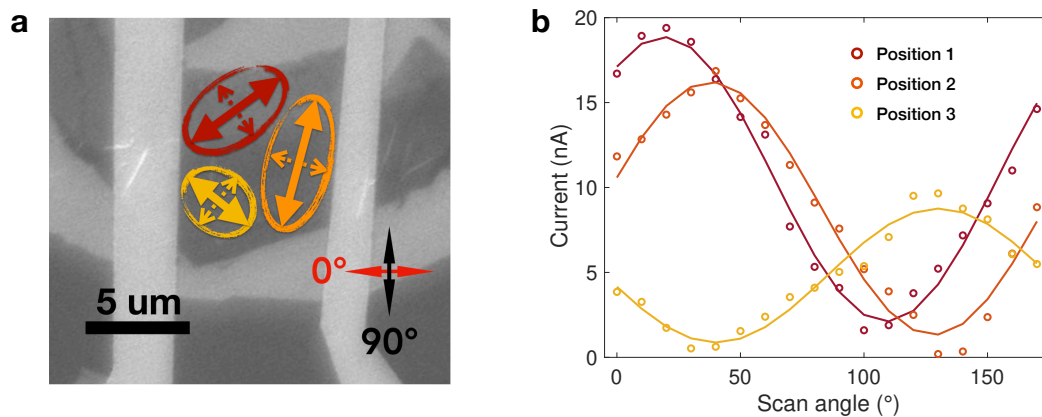 a
0°
5 um
90°
b
20
15
10
5
0
Current (nA)
Position 1
Position 2
Position 3
0
50
100
150
Scan angle (°)